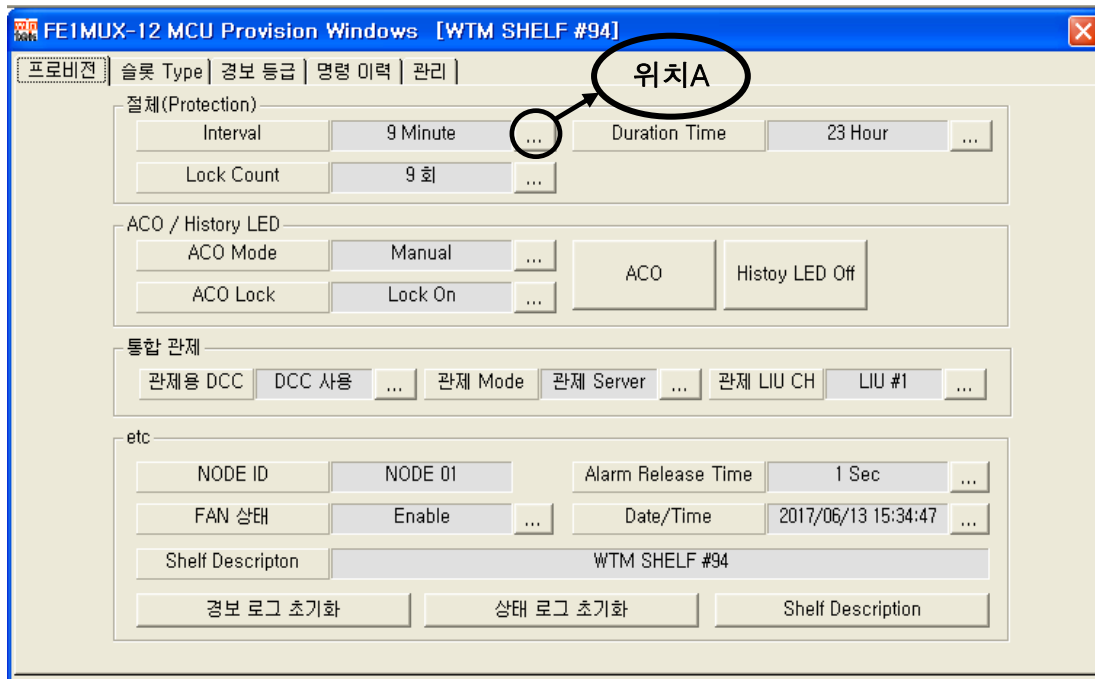 FE1MUX-12 MCU Provision Windows [WTM SHELF #94]
프로비전 슬롯 Type 경보 등급 명령 이력 관리
위치A
절체(Protection)
Interval 9 Minute ... Duration Time 23 Hour ...
Lock Count 9 회 ...
ACO / History LED
ACO Mode Manual ...
ACO Histoy LED Off
ACO Lock Lock On ...
통합 관제
관제용 DCC DCC 사용 ... 관제 Mode 관제 Server ... 관제 LIU CH LIU #1 ...
etc
NODE ID NODE 01 Alarm Release Time 1 Sec ...
FAN 상태 Enable ... Date/Time 2017/06/13 15:34:47 ...
Shelf Descripton WTM SHELF #94
경보 로그 초기화 상태 로그 초기화 Shelf Description